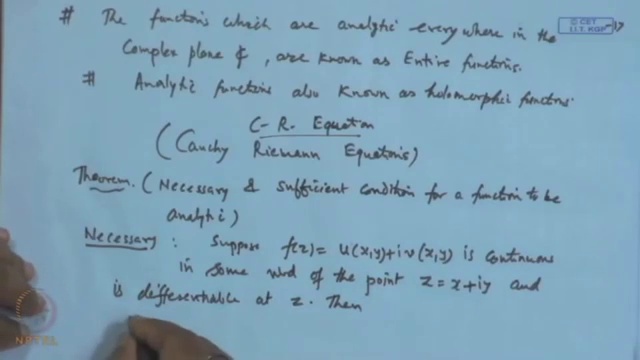 # The functions which are analytic everywhere in the
Complex plane ₵, are known as Entire functions.
# Analytic functions also known as holomorphic functions.
C-R. Equation
(Cauchy Riemann Equations)
Theorem. (Necessary & sufficient condition for a function to be
analytic)
Necessary : Suppose f(z)= u(x,y)+iv(x,y) is continuous
in some nbd of the point z=x+iy and
is differentiable at z. Then
© CET
I.I.T. KGP
NPTEL